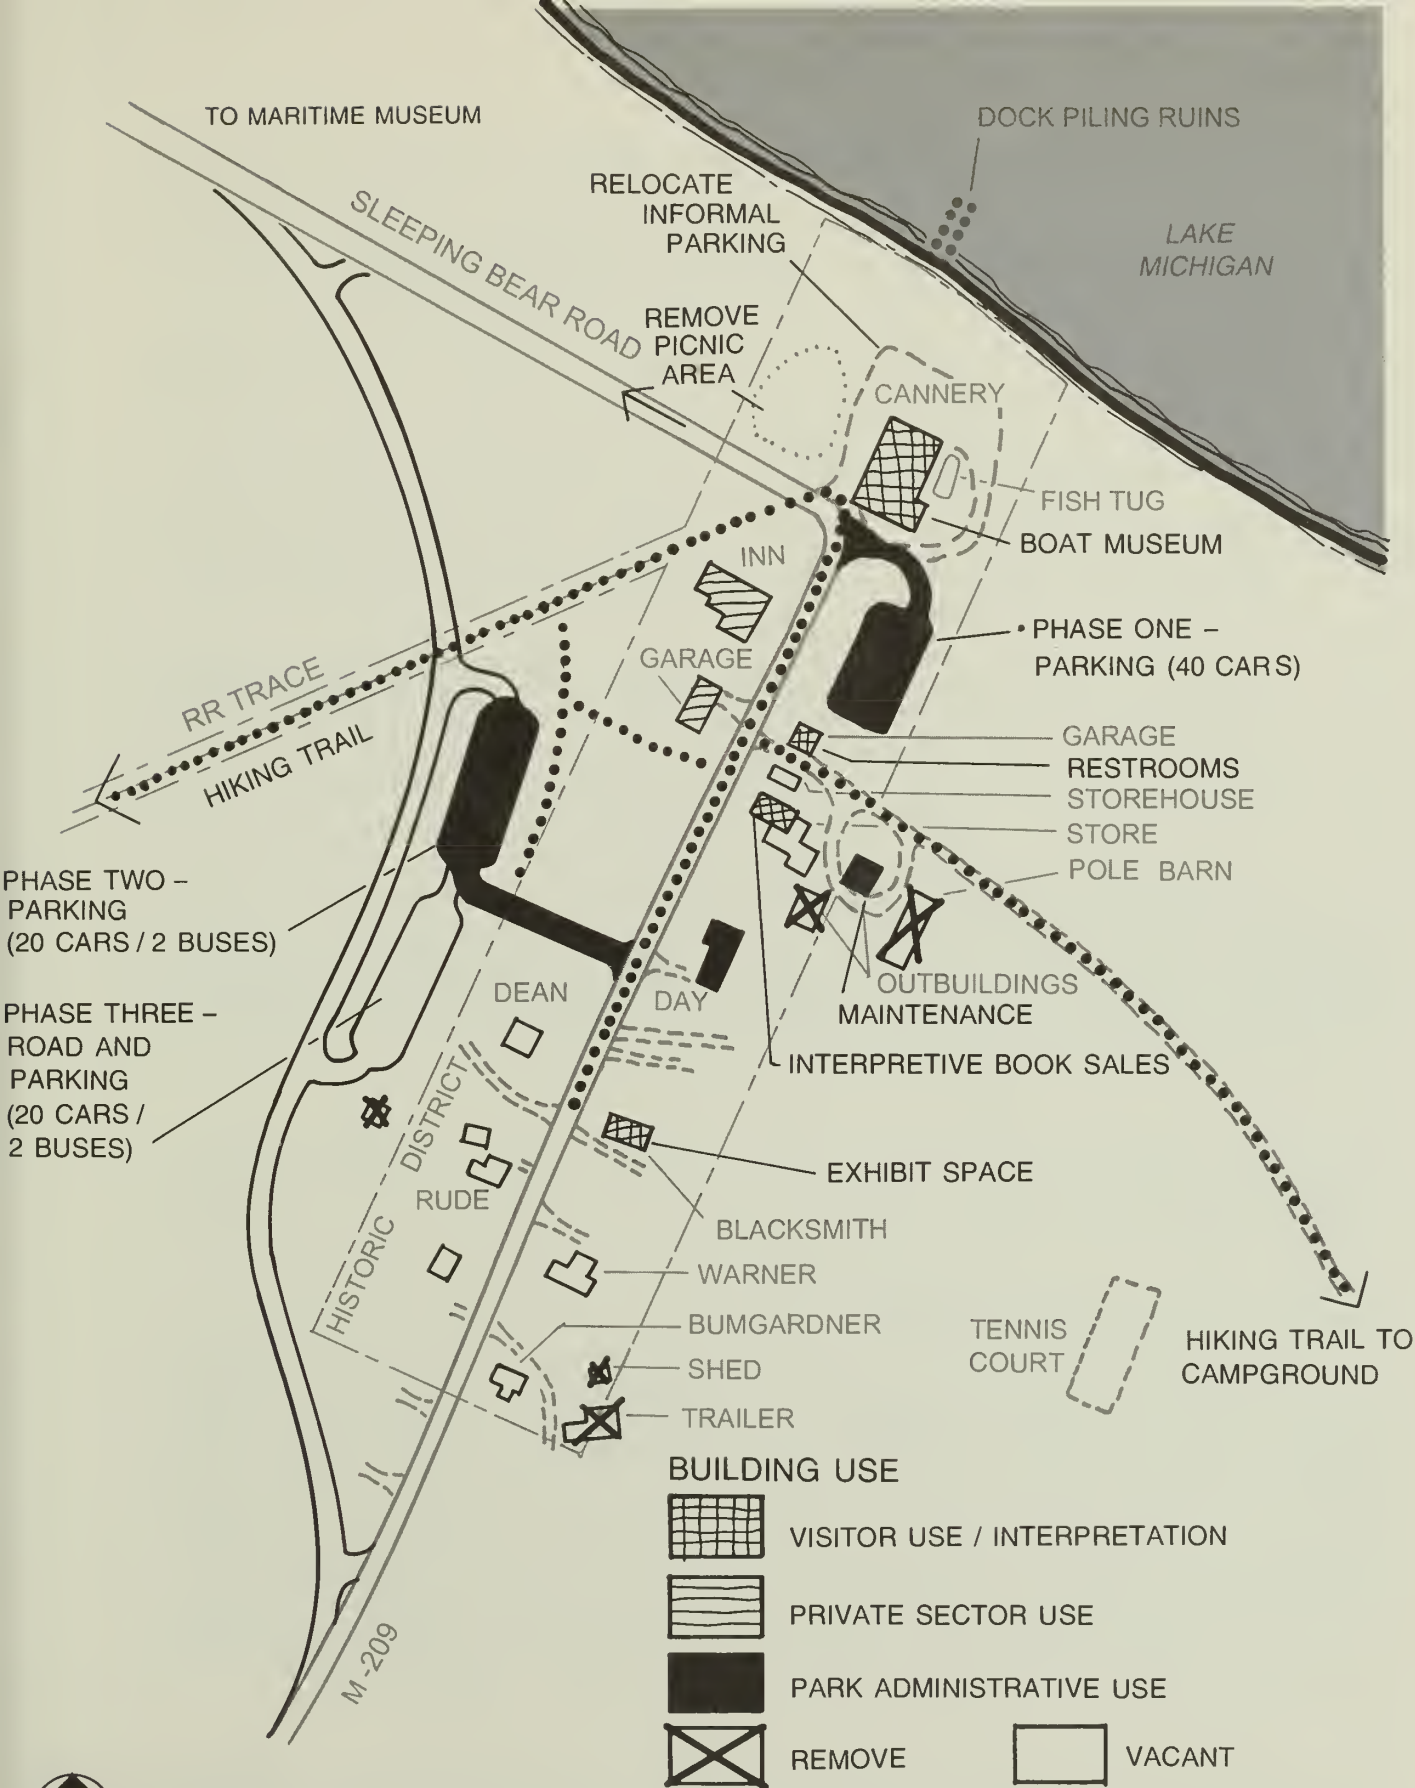 TO MARITIME MUSEUM
DOCK PILING RUINS
RELOCATE
INFORMAL
PARKING
LAKE
MICHIGAN
SLEEPING BEAR ROAD
REMOVE
PICNIC
AREA
CANNERY
FISH TUG
BOAT MUSEUM
INN
• PHASE ONE –
PARKING (40 CARS)
GARAGE
RR TRACE
HIKING TRAIL
GARAGE
RESTROOMS
STOREHOUSE
STORE
POLE BARN
PHASE TWO –
PARKING
(20 CARS / 2 BUSES)
OUTBUILDINGS
DEAN
DAY
MAINTENANCE
PHASE THREE –
ROAD AND
PARKING
(20 CARS /
2 BUSES)
INTERPRETIVE BOOK SALES
HISTORIC DISTRICT
EXHIBIT SPACE
RUDE
BLACKSMITH
WARNER
BUMGARDNER
SHED
TRAILER
TENNIS
COURT
HIKING TRAIL TO
CAMPGROUND
M-209
BUILDING USE
VISITOR USE / INTERPRETATION
PRIVATE SECTOR USE
PARK ADMINISTRATIVE USE
REMOVE
VACANT